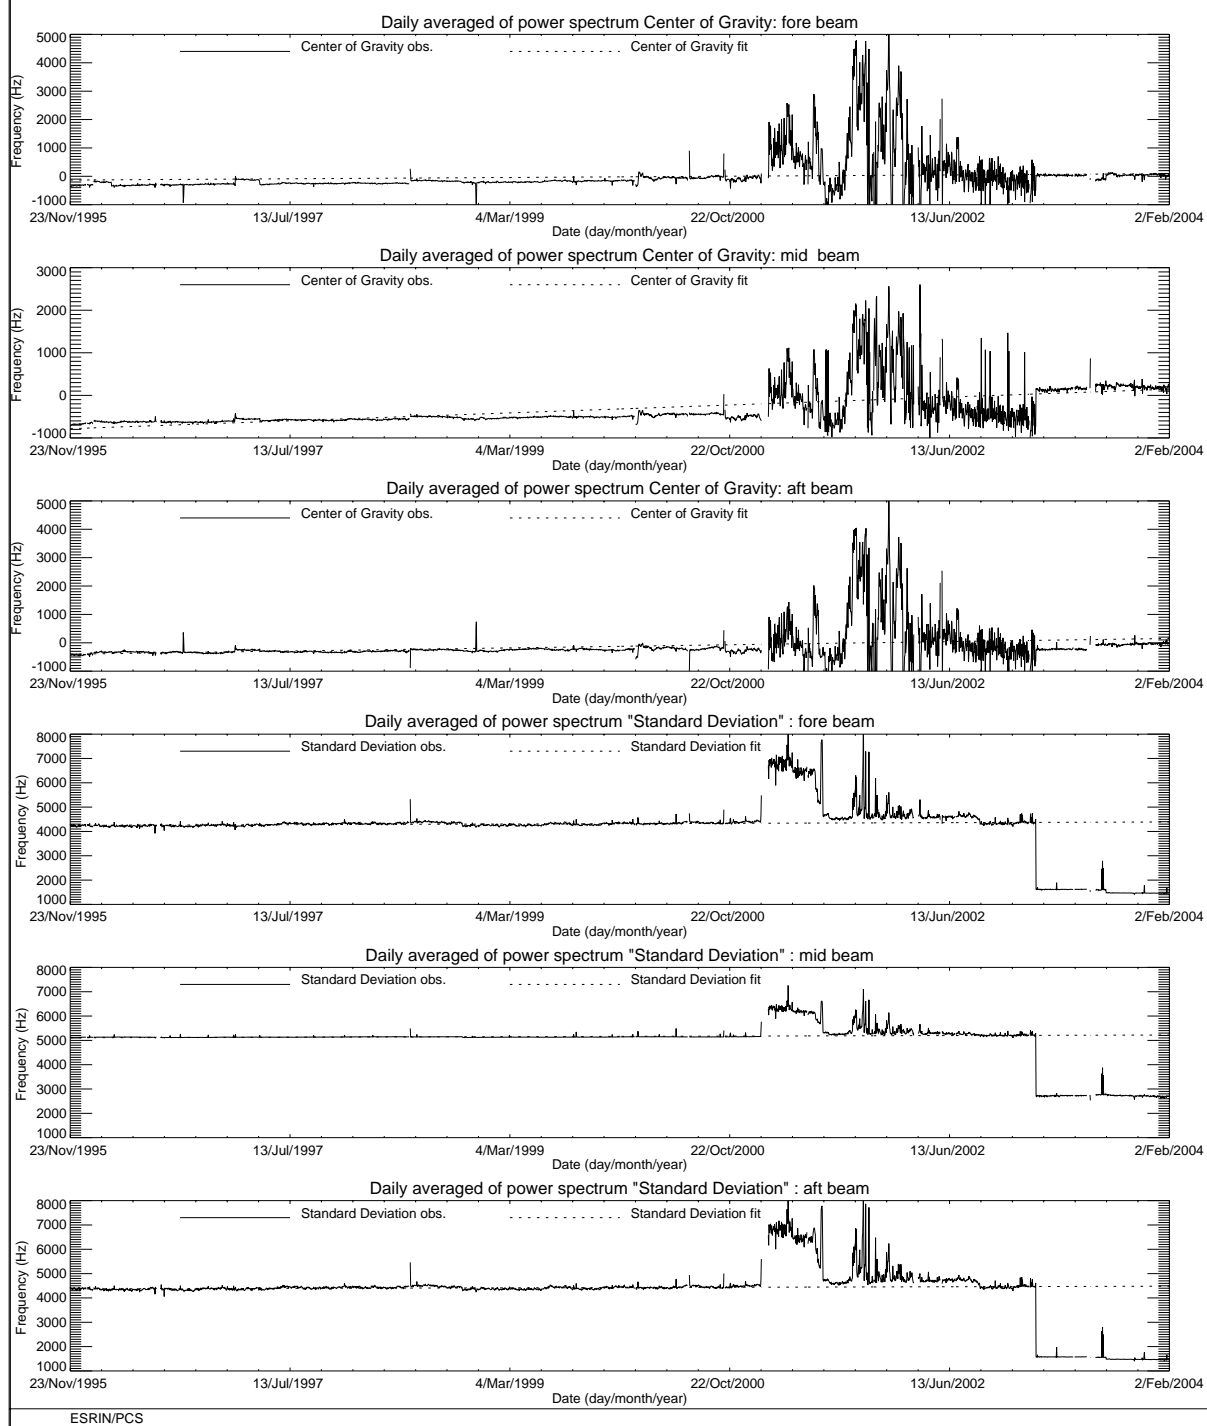 Daily averaged of power spectrum Center of Gravity: fore beam
Center of Gravity obs. Center of Gravity fit
5000
4000
3000
2000
1000
0
-1000
Frequency (Hz)
23/Nov/1995 13/Jul/1997 4/Mar/1999 22/Oct/2000 13/Jun/2002 2/Feb/2004
Date (day/month/year)
Daily averaged of power spectrum Center of Gravity: mid beam
Center of Gravity obs. Center of Gravity fit
3000
2000
1000
0
-1000
Frequency (Hz)
23/Nov/1995 13/Jul/1997 4/Mar/1999 22/Oct/2000 13/Jun/2002 2/Feb/2004
Date (day/month/year)
Daily averaged of power spectrum Center of Gravity: aft beam
Center of Gravity obs. Center of Gravity fit
5000
4000
3000
2000
1000
0
-1000
Frequency (Hz)
23/Nov/1995 13/Jul/1997 4/Mar/1999 22/Oct/2000 13/Jun/2002 2/Feb/2004
Date (day/month/year)
Daily averaged of power spectrum "Standard Deviation" : fore beam
Standard Deviation obs. Standard Deviation fit
8000
7000
6000
5000
4000
3000
2000
1000
Frequency (Hz)
23/Nov/1995 13/Jul/1997 4/Mar/1999 22/Oct/2000 13/Jun/2002 2/Feb/2004
Date (day/month/year)
Daily averaged of power spectrum "Standard Deviation" : mid beam
Standard Deviation obs. Standard Deviation fit
8000
7000
6000
5000
4000
3000
2000
1000
Frequency (Hz)
23/Nov/1995 13/Jul/1997 4/Mar/1999 22/Oct/2000 13/Jun/2002 2/Feb/2004
Date (day/month/year)
Daily averaged of power spectrum "Standard Deviation" : aft beam
Standard Deviation obs. Standard Deviation fit
8000
7000
6000
5000
4000
3000
2000
1000
Frequency (Hz)
23/Nov/1995 13/Jul/1997 4/Mar/1999 22/Oct/2000 13/Jun/2002 2/Feb/2004
Date (day/month/year)
ESRIN/PCS